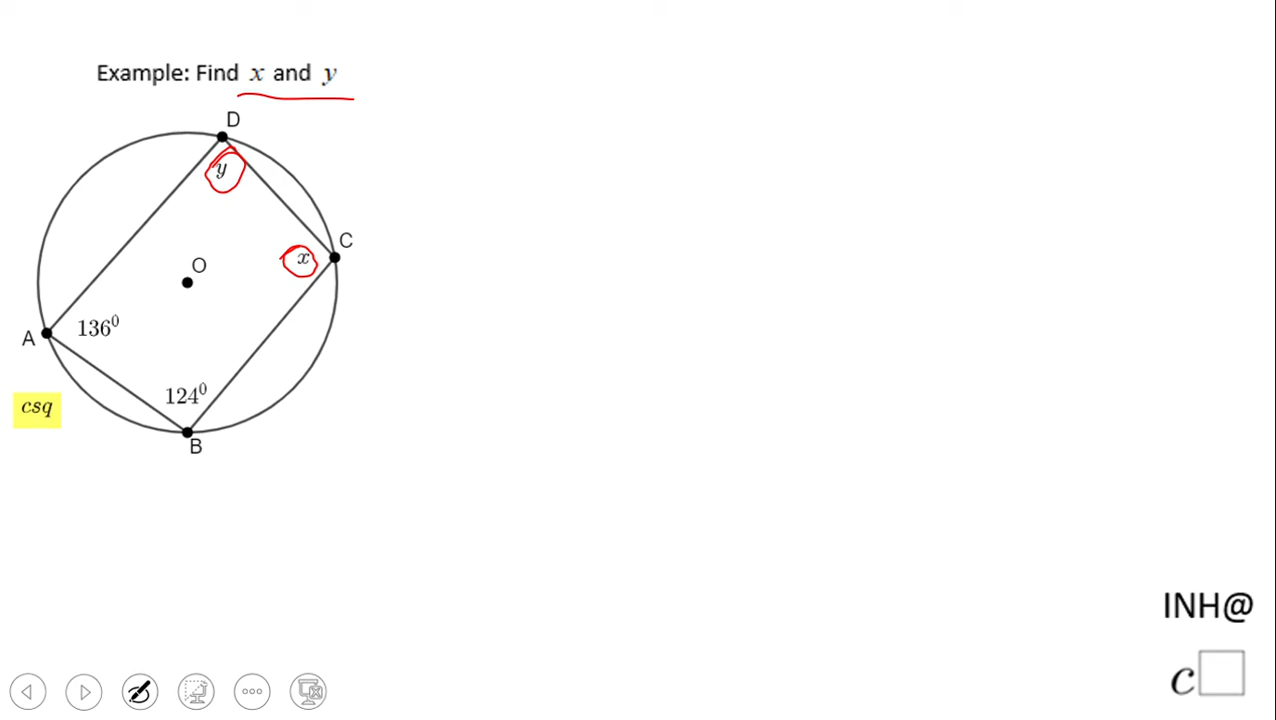 Example: Find x and y
D
y
C
x
O
136⁰
A
124⁰
csq
B
INH@
c